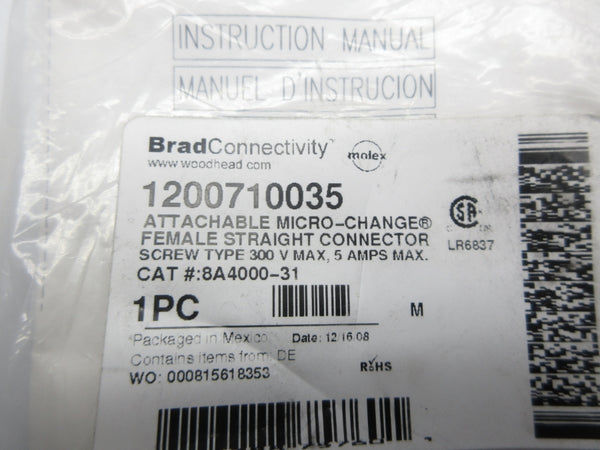 INSTRUCTION MANUAL
MANUEL D'INSTRUCION
BradConnectivity™
www.woodhead.com
molex
1200710035
ATTACHABLE MICRO-CHANGE®
FEMALE STRAIGHT CONNECTOR
SCREW TYPE 300 V MAX, 5 AMPS MAX.
CAT #:8A4000-31
SA
LR6837
1PC
M
*Packaged in Mexico
Date: 12/16/08
Contains items from: DE
RoHS
WO: 000815618353